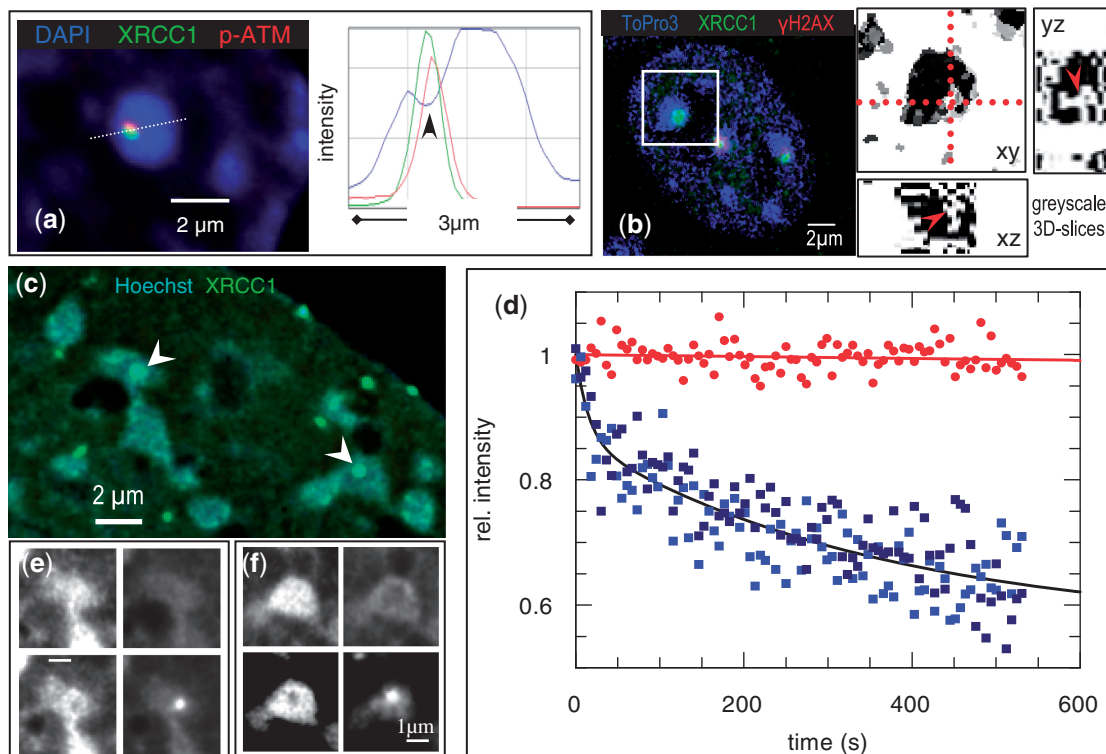 DAPI XRCC1 p-ATM
(a)
2 µm
intensity
3µm
ToPro3 XRCC1 γH2AX
(b)
2µm
xy
yz
xz
greyscale
3D-slices
(c)
Hoechst XRCC1
2 µm
(d)
rel. intensity
1
0.8
0.6
0 200 400 600
time (s)
(e)
(f)
1µm